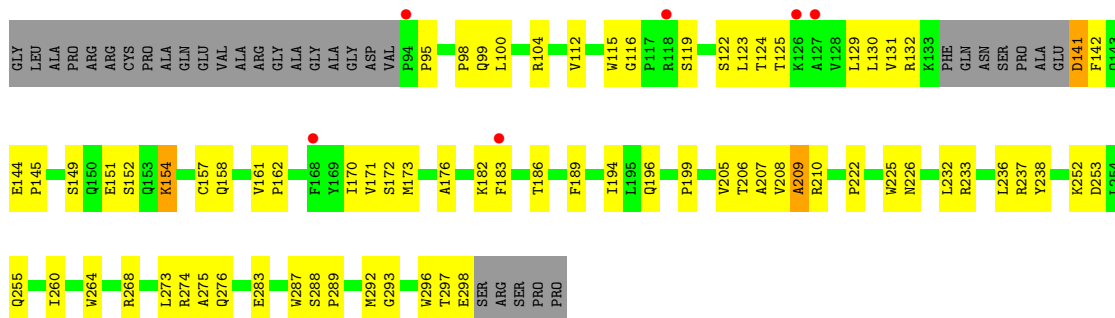 GLY LEU ALA PRO ARG ARG CYS PRO ALA GLN GLU VAL ALA ARG GLY ALA GLY ALA GLY ASP VAL P94 P95 P98 Q99 L100 R104 V112 W115 G116 P117 R118 S119 S122 L123 T124 T125 K126 A127 V128 L129 L130 V131 R132 K133 PHE GLN ASN SER PRO ALA GLU D141 F142 Q143
E144 P145 S149 Q150 E151 S152 Q153 K154 C157 Q158 V161 P162 F168 Y169 I170 V171 S172 M173 A176 K182 F183 T186 F189 I194 L195 Q196 P199 V205 T206 A207 V208 A209 R210 P222 W225 N226 L232 R233 L236 R237 Y238 K252 D253 L254
Q255 I260 W264 R268 L273 R274 A275 Q276 E283 W287 S288 P289 M292 G293 W296 T297 E298 SER ARG SER PRO PRO